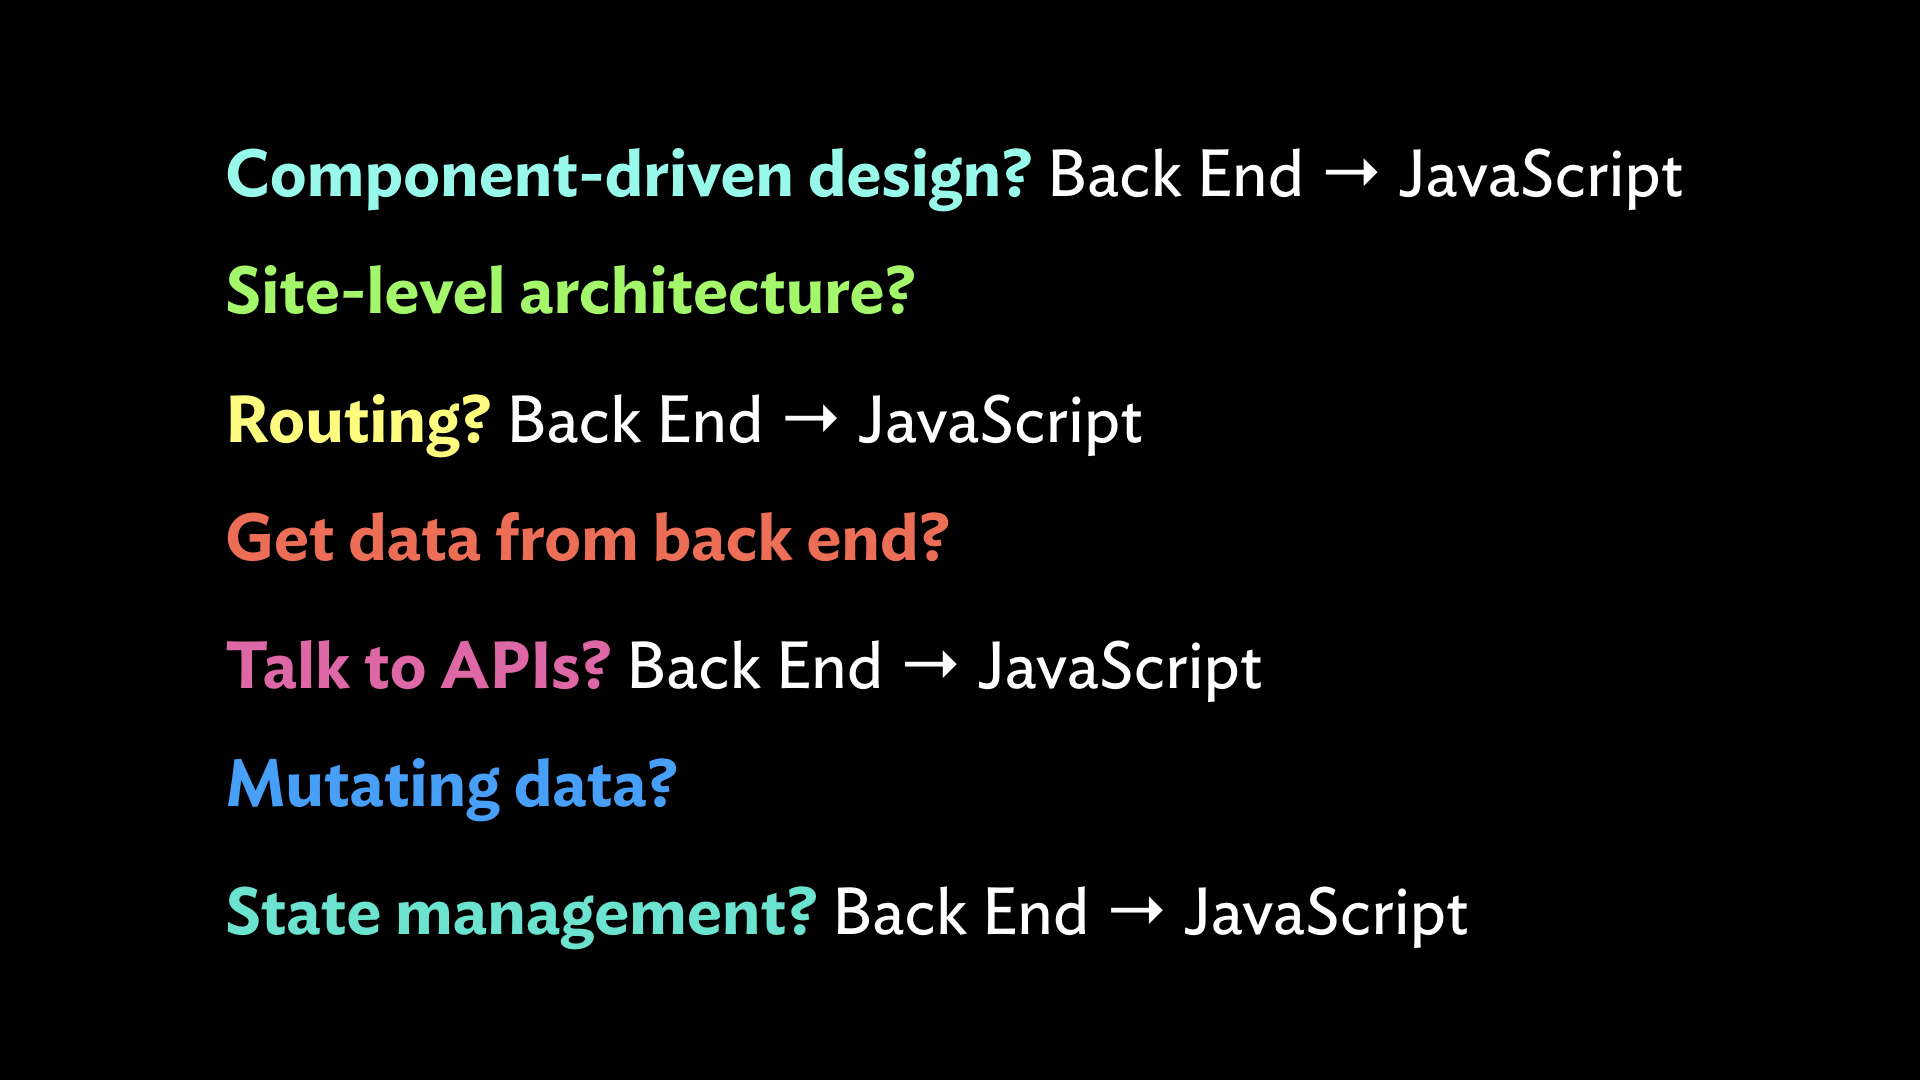 Component-driven design? Back End → JavaScript
Site-level architecture?
Routing? Back End → JavaScript
Get data from back end?
Talk to APIs? Back End → JavaScript
Mutating data?
State management? Back End → JavaScript